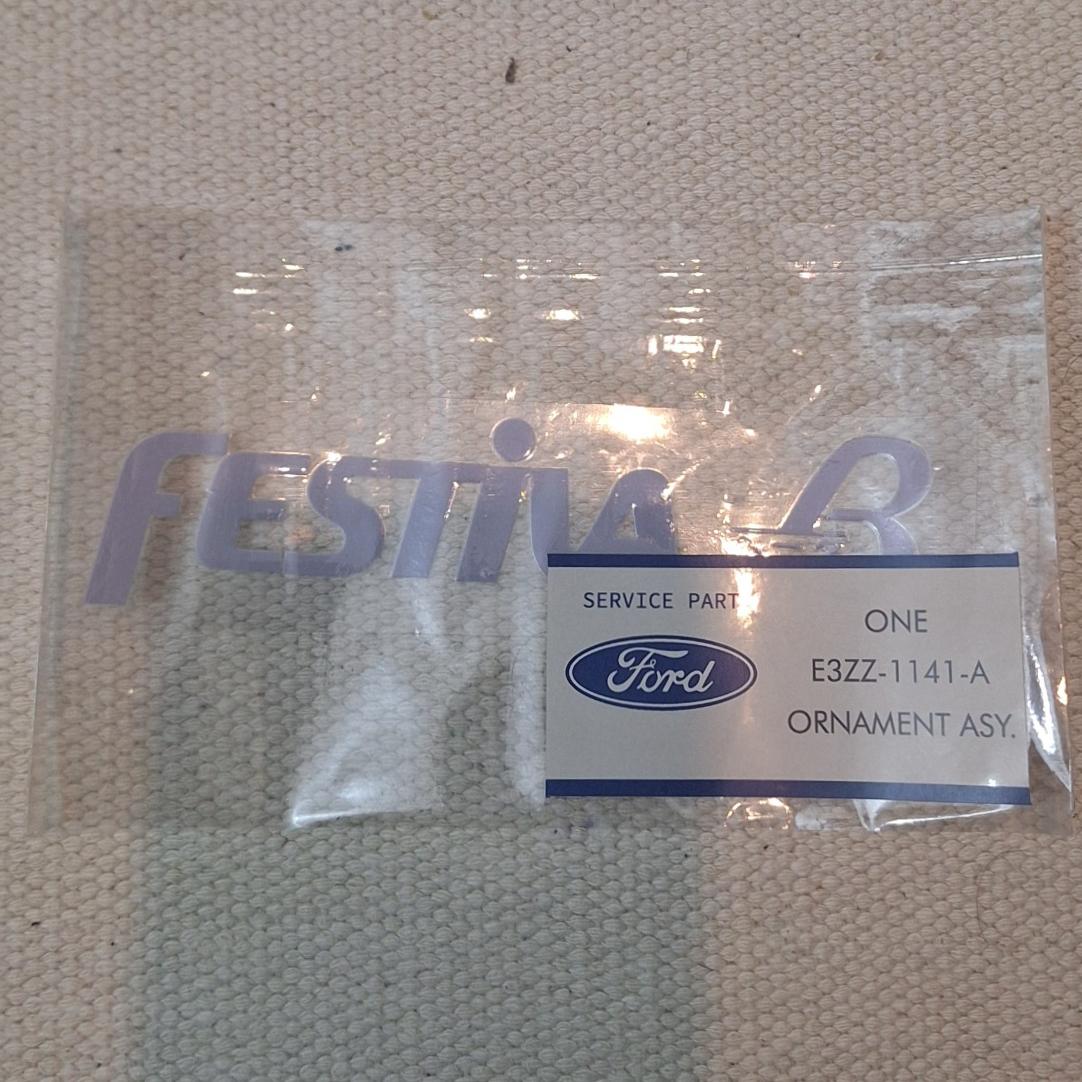 FESTIVA B
SERVICE PART
Ford
ONE
E3ZZ-1141-A
ORNAMENT ASY.